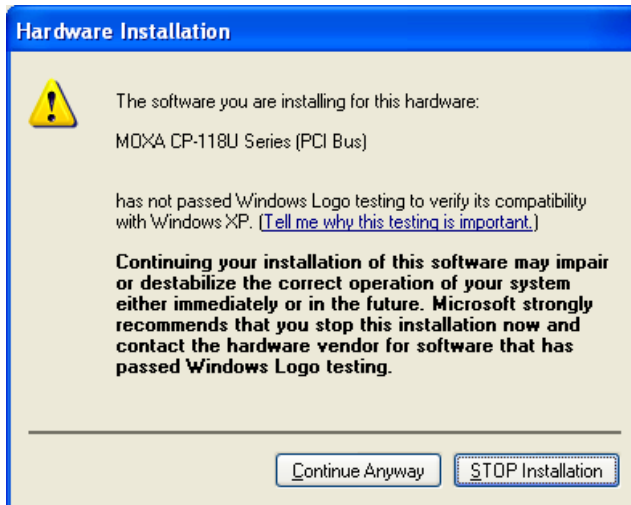 Hardware Installation
The software you are installing for this hardware:
MOXA CP-118U Series (PCI Bus)
has not passed Windows Logo testing to verify its compatibility
with Windows XP. (Tell me why this testing is important.)
Continuing your installation of this software may impair
or destabilize the correct operation of your system
either immediately or in the future. Microsoft strongly
recommends that you stop this installation now and
contact the hardware vendor for software that has
passed Windows Logo testing.
Continue Anyway
STOP Installation